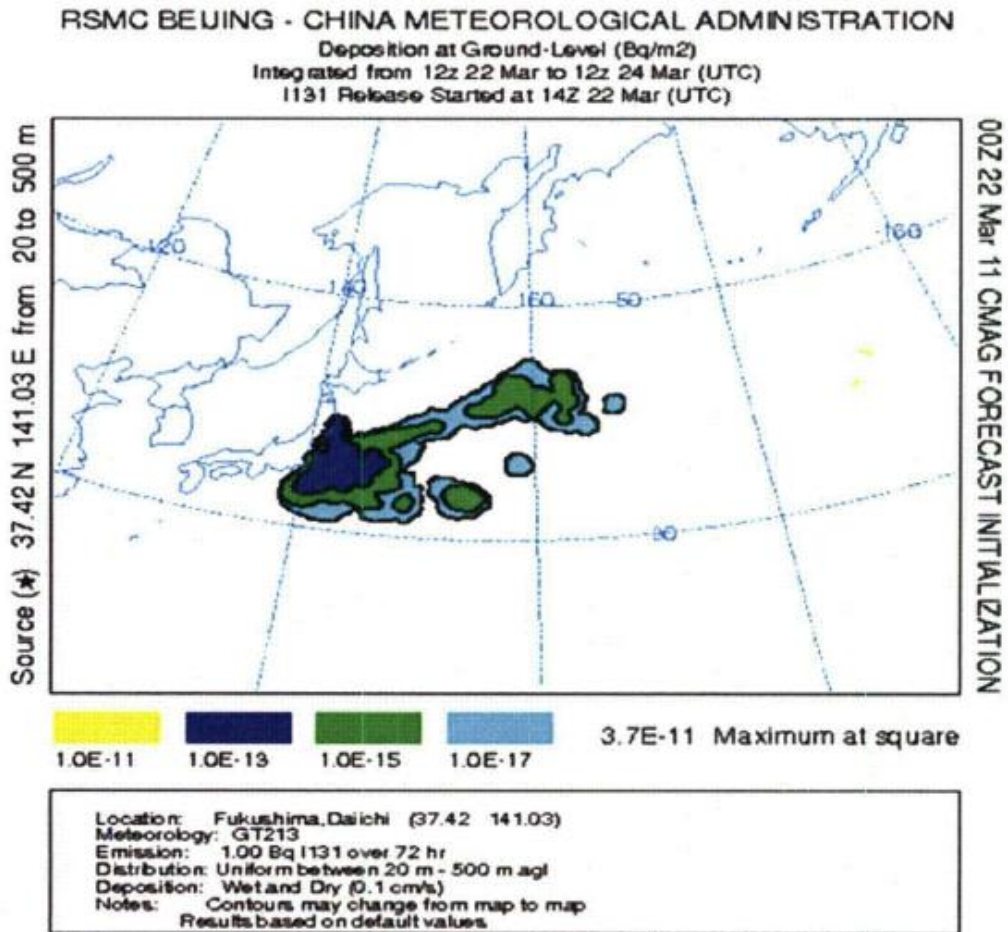 RSMC BEIJING - CHINA METEOROLOGICAL ADMINISTRATION
Deposition at Ground-Level (Bq/m2)
Integrated from 12z 22 Mar to 12z 24 Mar (UTC)
I131 Release Started at 14Z 22 Mar (UTC)
Source (★) 37.42 N 141.03 E from 20 to 500 m
00Z 22 Mar 11 CMAG FORECAST INITIALIZATION
120
160
140
160
50
30
1.0E-11 1.0E-13 1.0E-15 1.0E-17 3.7E-11 Maximum at square
Location: Fukushima,Daiichi (37.42 141.03)
Meteorology: GT213
Emission: 1.00 Bq I131 over 72 hr
Distribution: Uniform between 20 m - 500 m agl
Deposition: Wet and Dry (0.1 cm/s)
Notes: Contours may change from map to map
Results based on default values